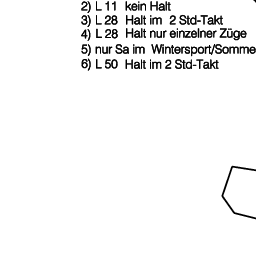 2) L 11 kein Halt
3) L 28 Halt im 2 Std-Takt
4) L 28 Halt nur einzelner Züge
5) nur Sa im Wintersport/Somme
6) L 50 Halt im 2 Std-Takt